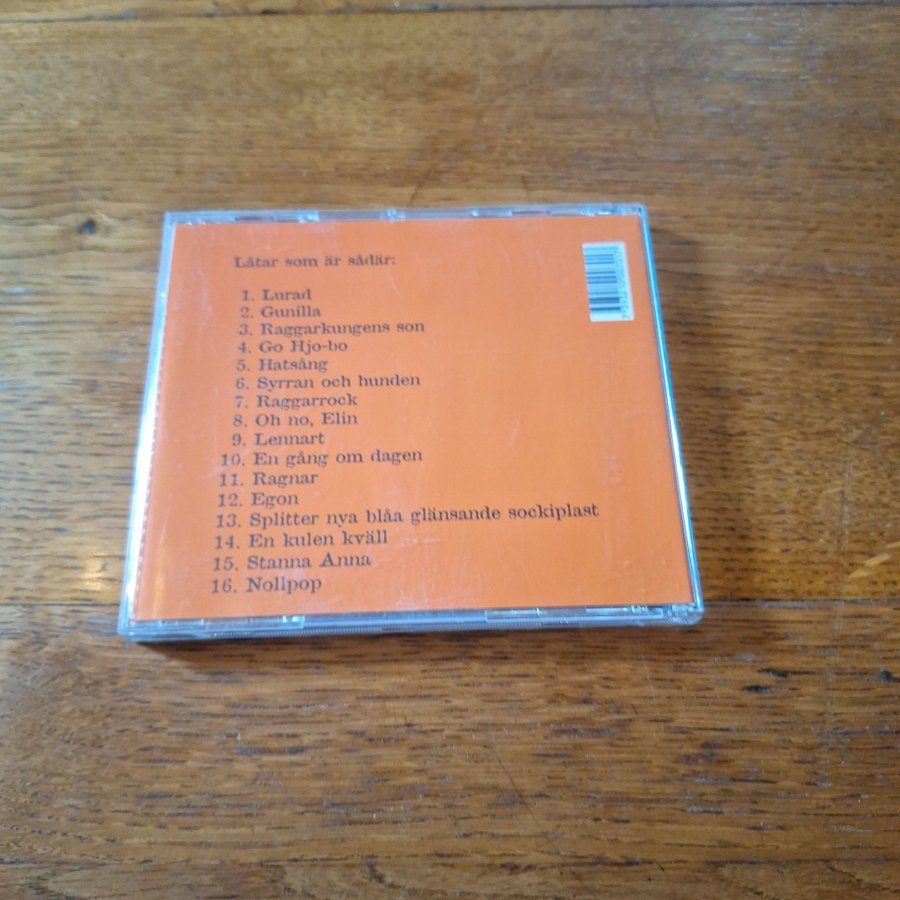 Låtar som är sådär:
1. Lurad
2. Gunilla
3. Raggarkungens son
4. Go Hjo-bo
5. Hatsång
6. Syrran och hunden
7. Raggarrock
8. Oh no, Elin
9. Lennart
10. En gång om dagen
11. Ragnar
12. Egon
13. Splitter nya blåa glänsande sockiplast
14. En kulen kväll
15. Stanna Anna
16. Nollpop